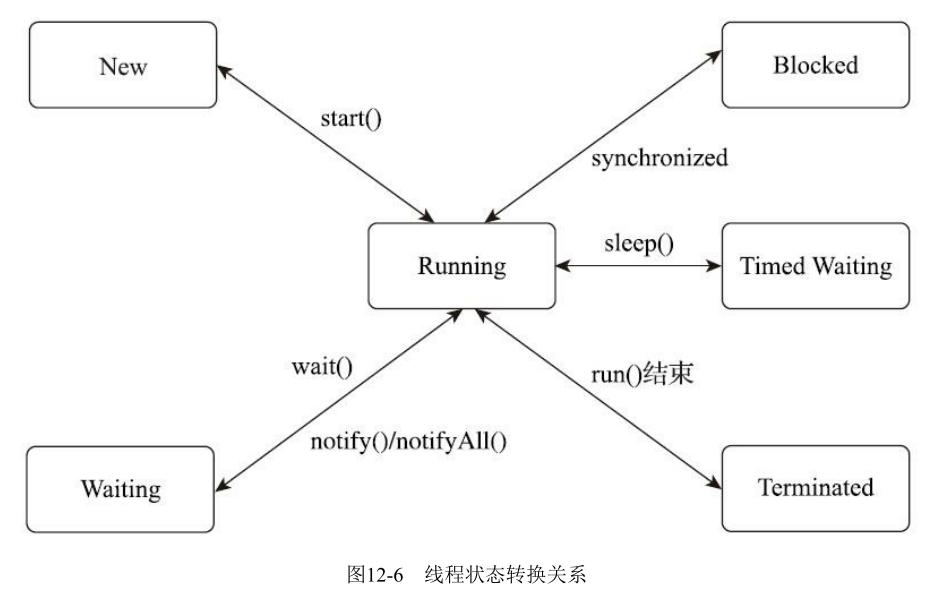 New
Blocked
start()
synchronized
sleep()
Running
Timed Waiting
wait()
run()结束
notify()/notifyAll()
Waiting
Terminated
图12-6 线程状态转换关系